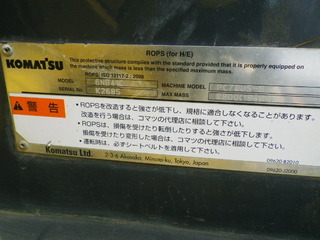 ROPS (for H/E)
KOMATSU
This protective structure complies with the standard provided that it is properly equipped on
the machine which mass is less than the specified maximum mass.
ROPS: ISO 12117-2 : 2008
MODEL
MACHINE MODEL
SERIAL No. K2685
MAX MASS
警告
・ROPSを改造すると強さが低下し、規格に適合しなくなることがあります。
改造を行う場合は、コマツの代理店に相談して下さい。
・ROPSは、損傷を受けたり転倒したりすると強さが低下します。
損傷を受けたり変形した場合は、コマツの代理店に相談して下さい。
・運転時は、必ずシートベルトを着用して下さい。
Komatsu Ltd.
2-3-6 Akasaka, Minato-ku, Tokyo, Japan
09620-B2010
09620-J2000